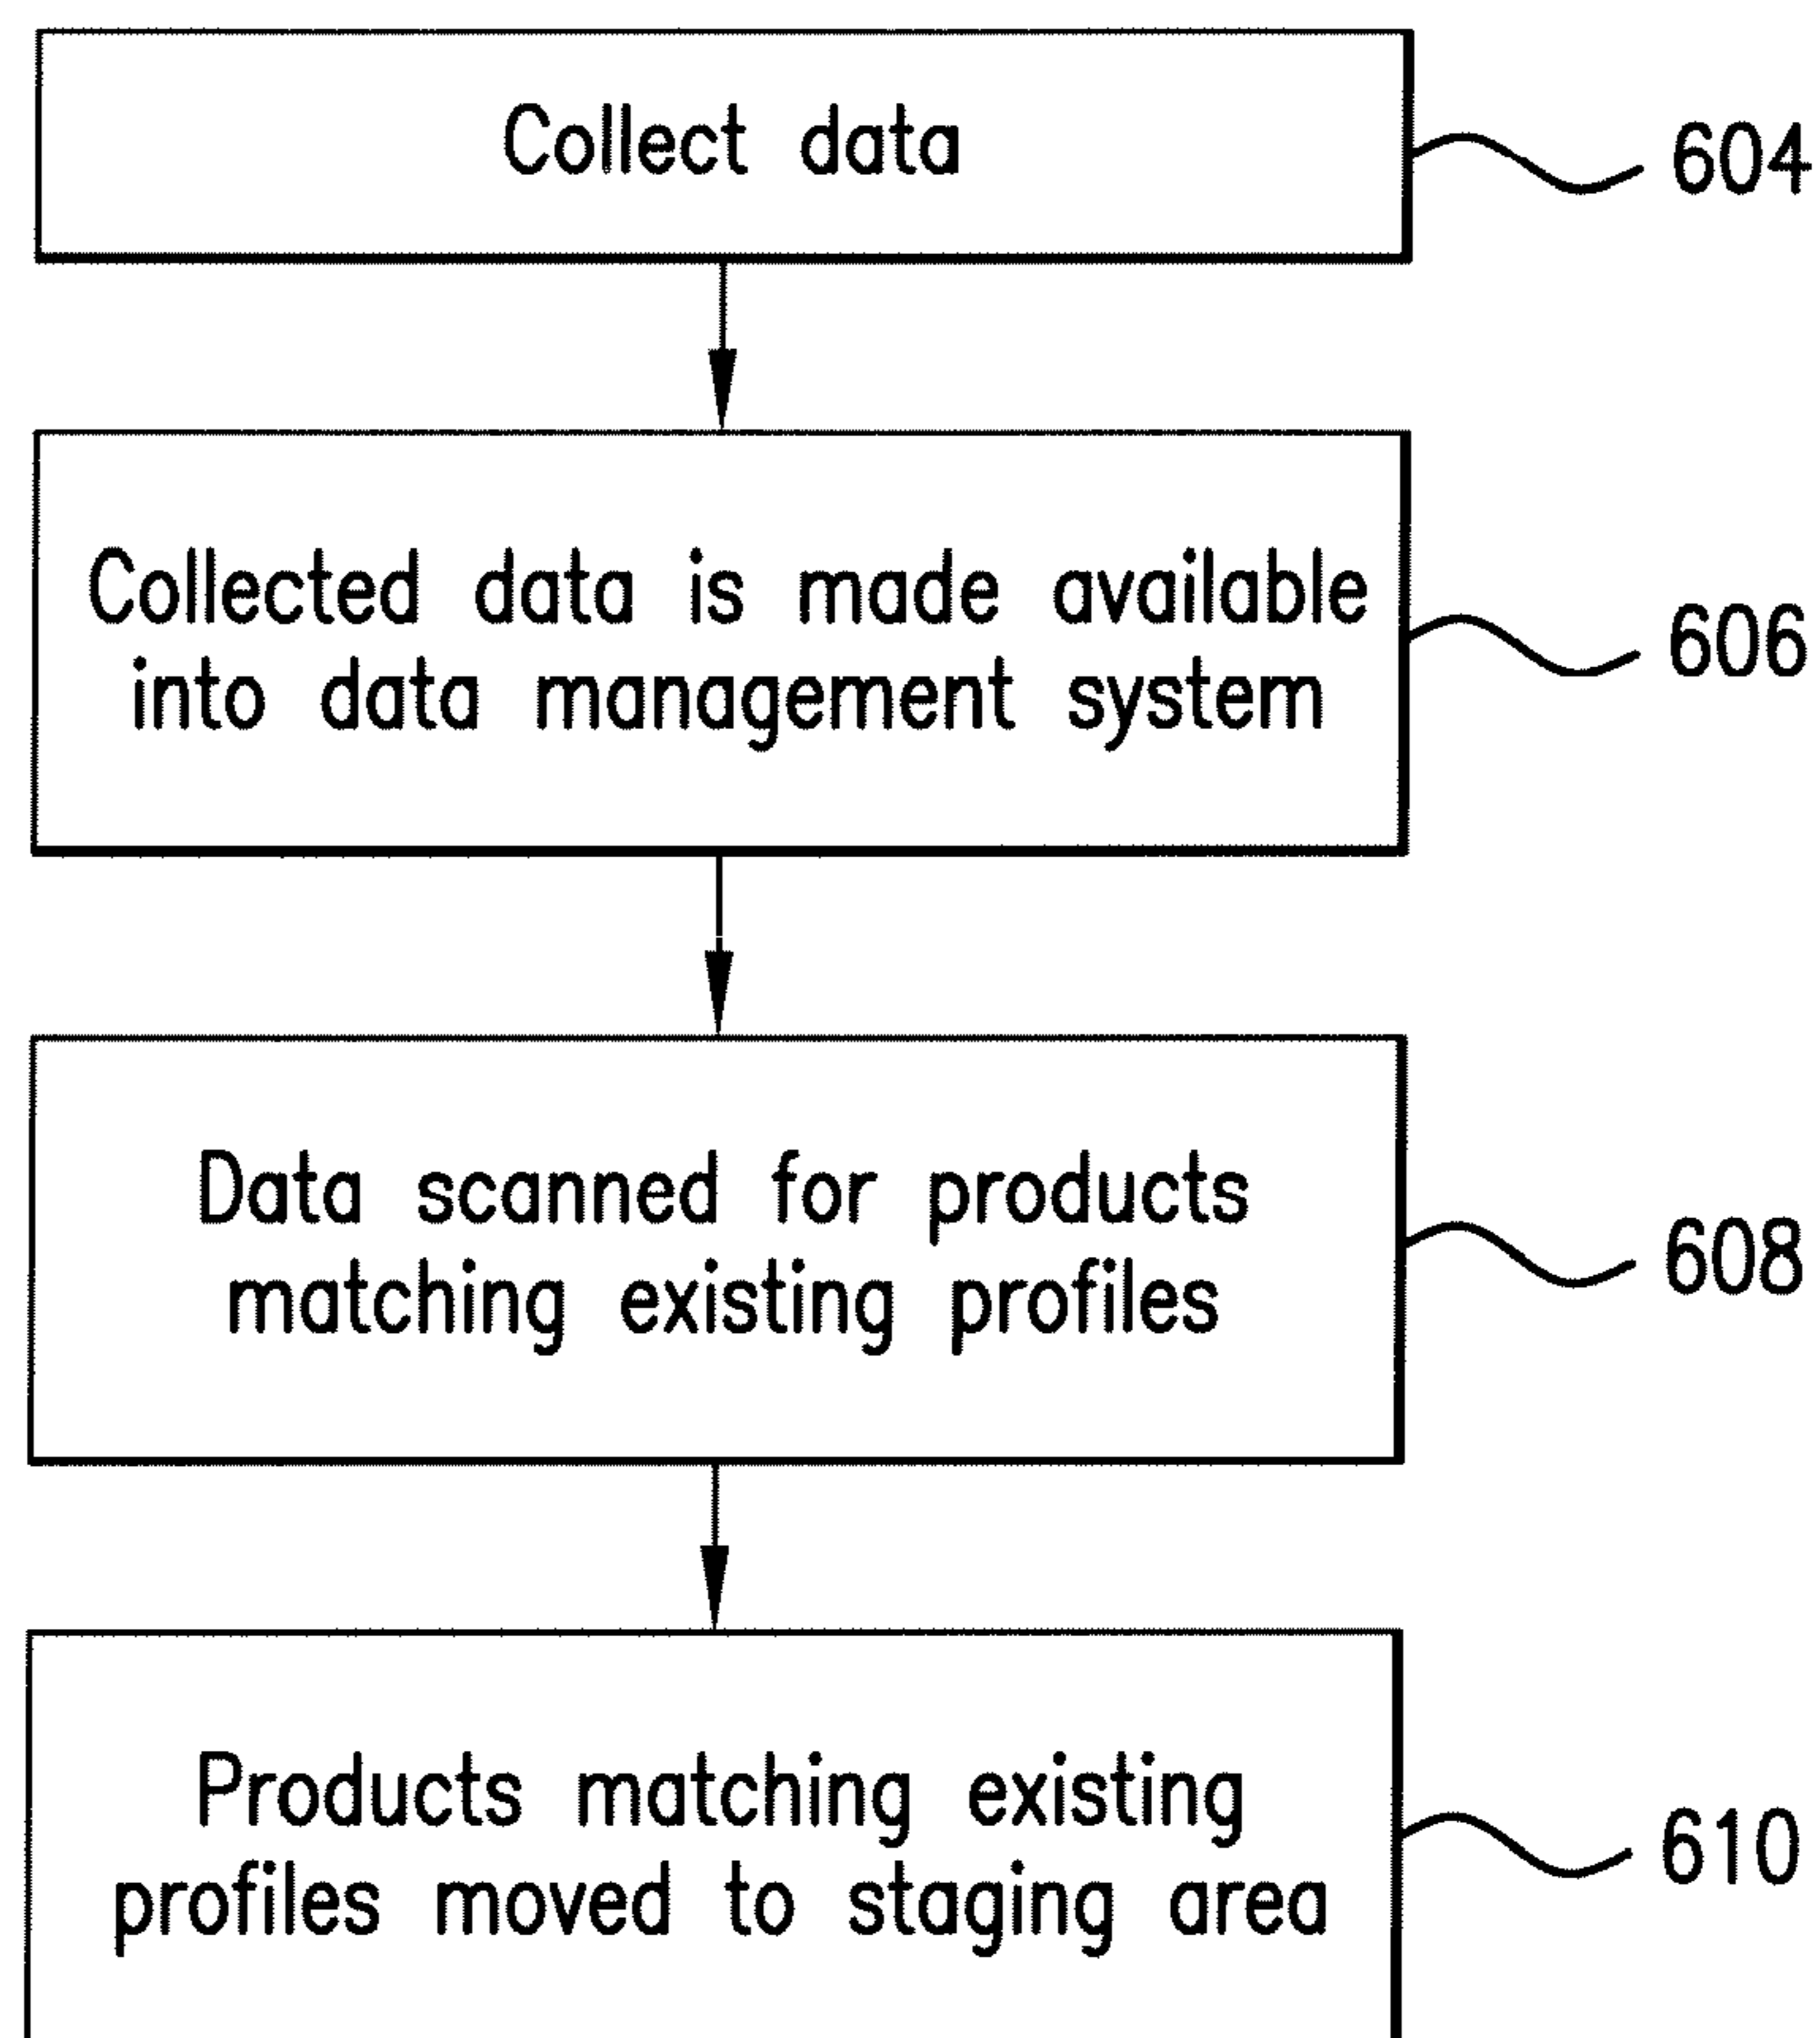 Collect data
604
Collected data is made available
into data management system
606
Data scanned for products
matching existing profiles
608
Products matching existing
profiles moved to staging area
610